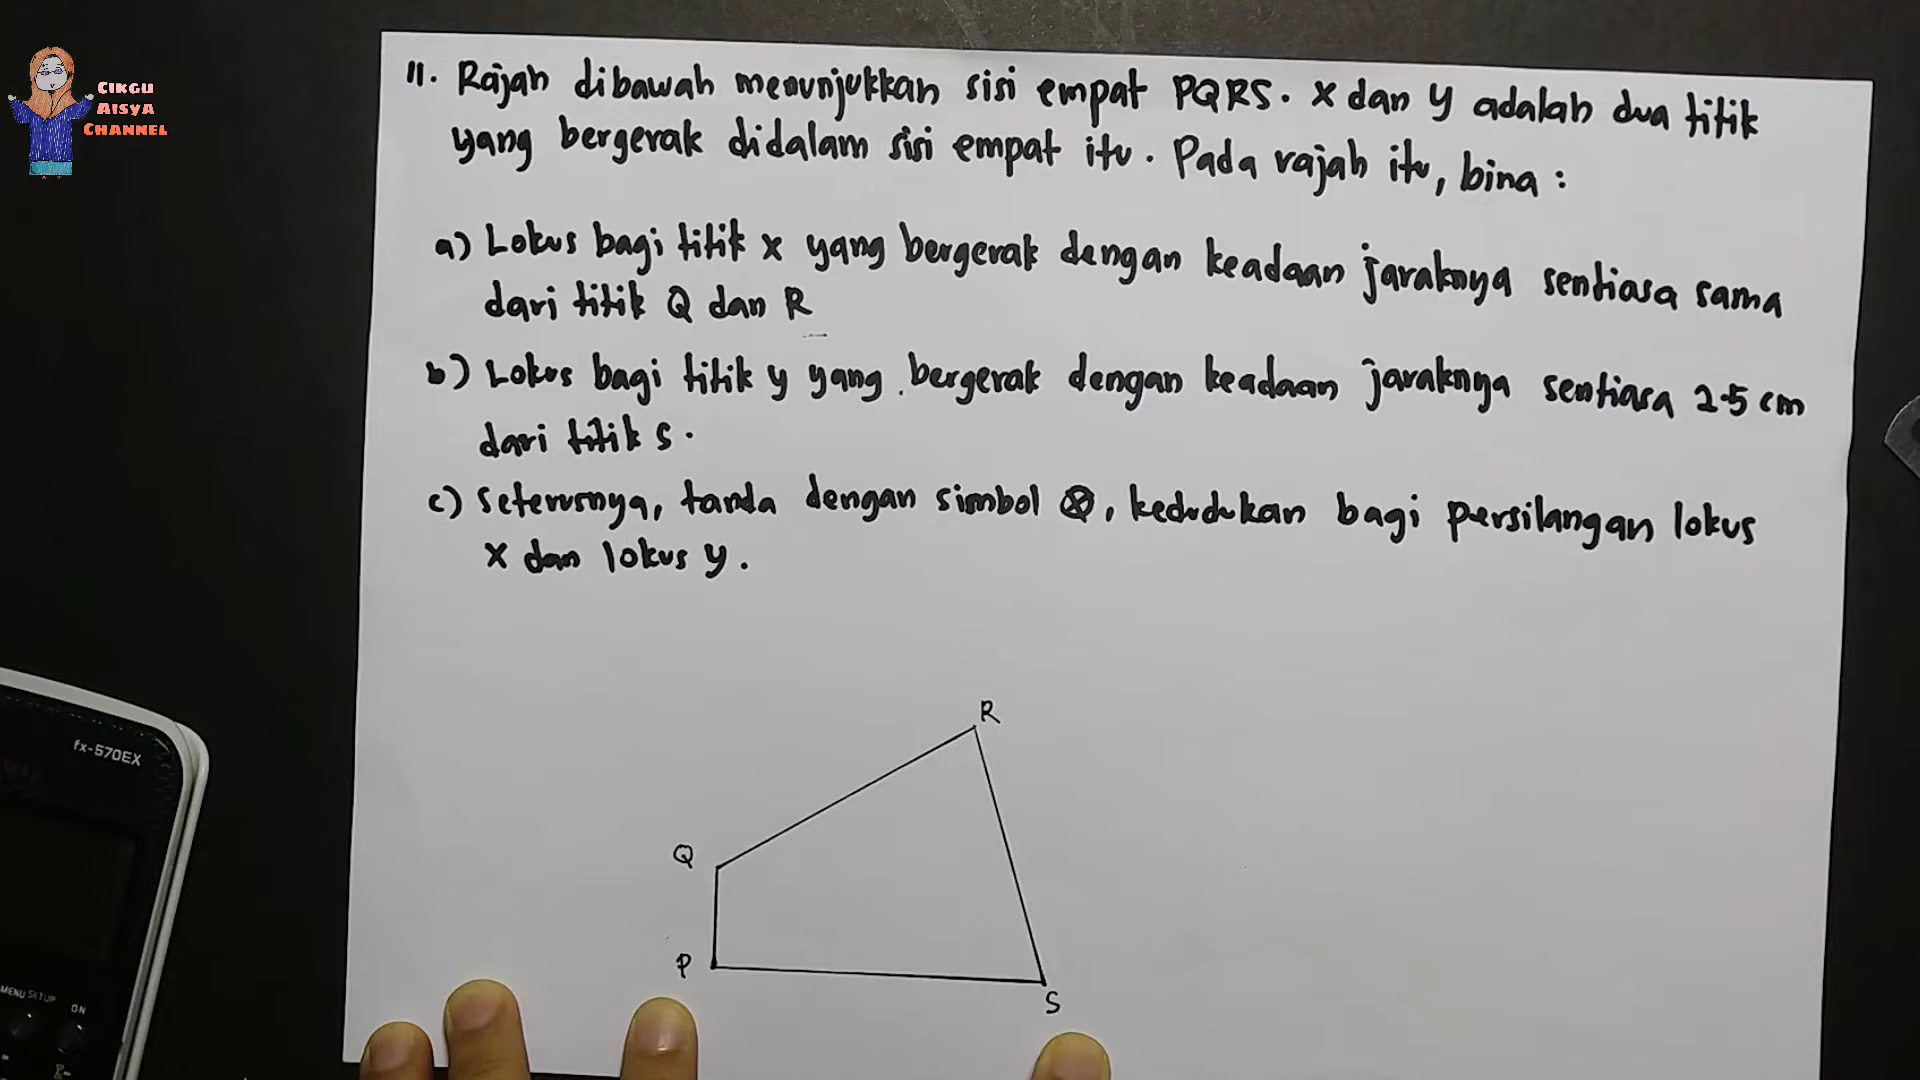 CIKGU
AISYA
CHANNEL
11. Rajah dibawah menunjukkan sisi empat PQRS. X dan Y adalah dua titik
yang bergerak didalam sisi empat itu. Pada rajah itu, bina :
a) Lokus bagi titik X yang bergerak dengan keadaan jaraknya sentiasa sama
dari titik Q dan R
b) Lokus bagi titik y yang bergerak dengan keadaan jaraknya sentiasa 2.5 cm
dari titik S.
c) Seterusnya, tanda dengan simbol ⊗, kedudukan bagi persilangan lokus
X dan lokus y.
R
Q
P
S
fx-570EX
MENU SETUP ON